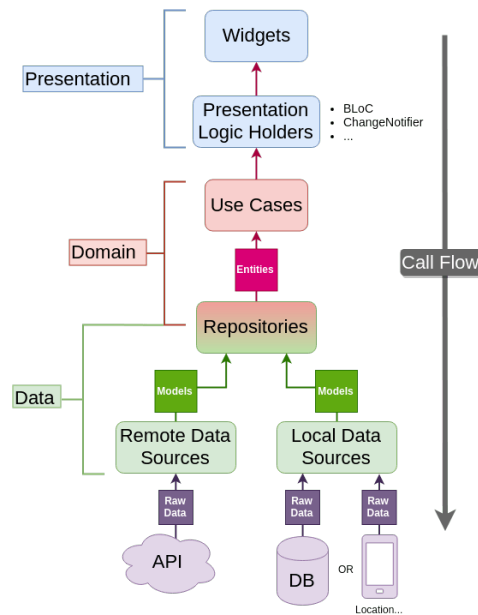 Widgets
Presentation
Presentation
Logic Holders
• BLoC
• ChangeNotifier
• ...
Use Cases
Domain
Entities
Call Flow
Repositories
Data
Models
Models
Remote Data
Sources
Local Data
Sources
Raw
Data
Raw
Data
Raw
Data
API
DB
OR
Location...